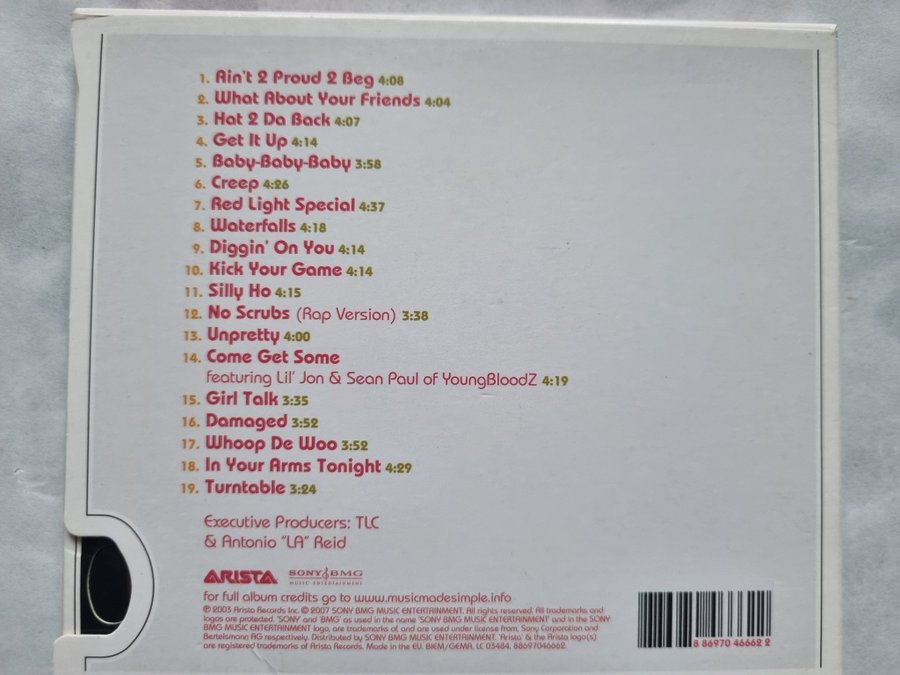 1. Ain't 2 Proud 2 Beg 4:08
2. What About Your Friends 4:04
3. Hat 2 Da Back 4:07
4. Get It Up 4:14
5. Baby-Baby-Baby 3:58
6. Creep 4:26
7. Red Light Special 4:37
8. Waterfalls 4:18
9. Diggin' On You 4:14
10. Kick Your Game 4:14
11. Silly Ho 4:15
12. No Scrubs (Rap Version) 3:38
13. Unpretty 4:00
14. Come Get Some
featuring Lil' Jon & Sean Paul of YoungBloodZ 4:19
15. Girl Talk 3:35
16. Damaged 3:52
17. Whoop De Woo 3:52
18. In Your Arms Tonight 4:29
19. Turntable 3:24
Executive Producers: TLC
& Antonio "LA" Reid
ARISTA SONY BMG
MUSIC ENTERTAINMENT
for full album credits go to www.musicmadesimple.info
℗ 2003 Arista Records Inc. © 2007 SONY BMG MUSIC ENTERTAINMENT. All rights reserved. All trademarks and
logos are protected. 'SONY' and 'BMG' as used in the name 'SONY BMG MUSIC ENTERTAINMENT' and in the SONY
BMG MUSIC ENTERTAINMENT logo, are trademarks of, and are used under license from, Sony Corporation and
Bertelsmann AG respectively. Distributed by SONY BMG MUSIC ENTERTAINMENT. 'Arista' & the Arista logo(s)
are registered trademarks of Arista Records. Made in the EU. BIEM/GEMA. LC 03484. 88697046662.
8 86970 46662 2